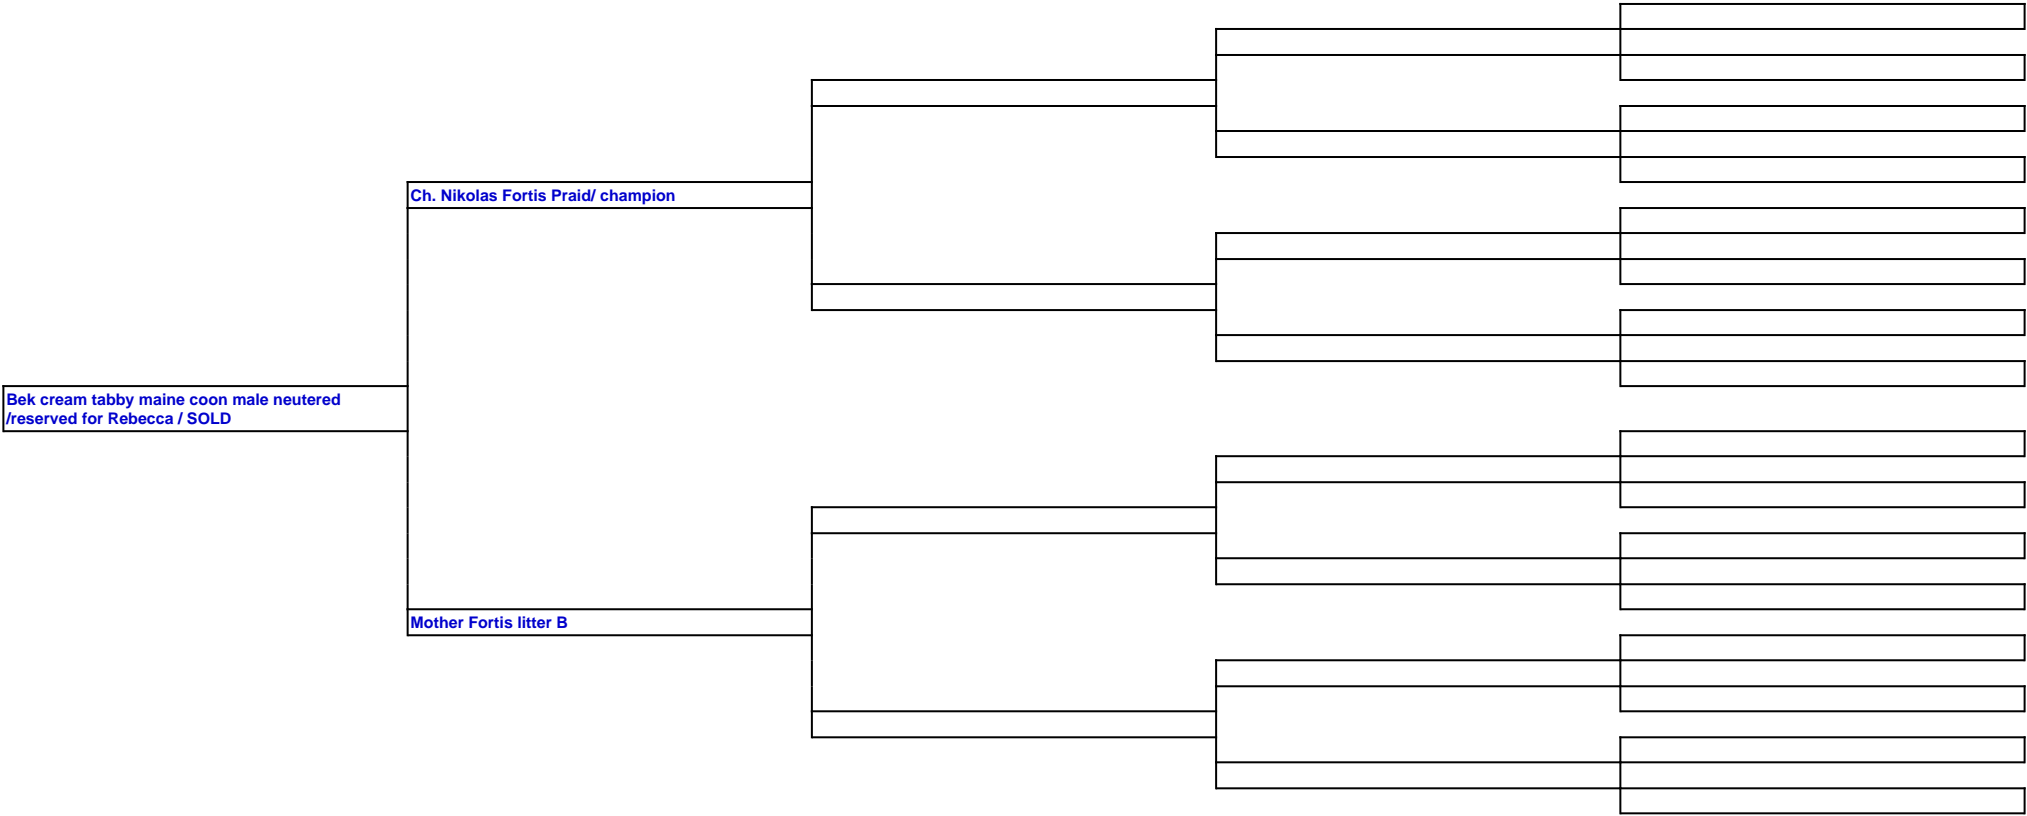 Ch. Nikolas Fortis Praid/ champion
Bek cream tabby maine coon male neutered
/reserved for Rebecca / SOLD
Mother Fortis litter B